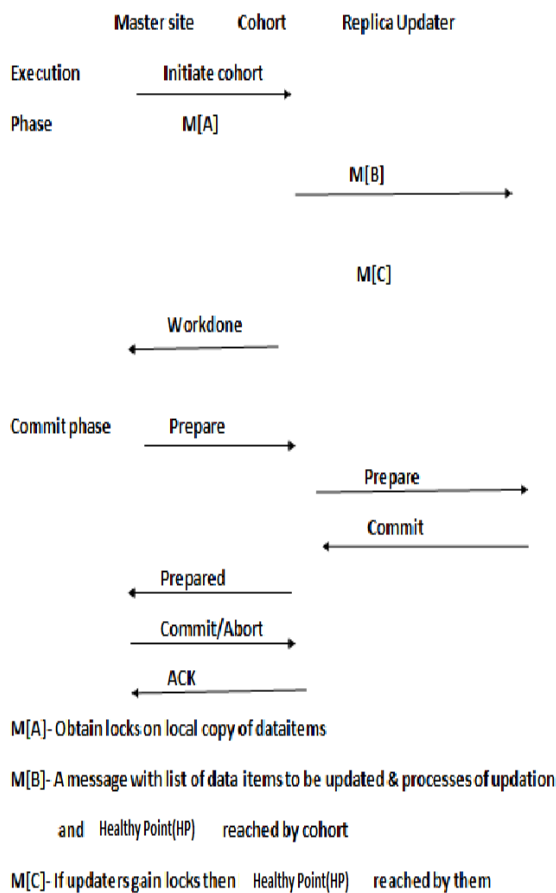 Master site Cohort Replica Updater
Execution Initiate cohort
Phase M[A]
M[B]
M[C]
Workdone
Commit phase Prepare
Prepare
Commit
Prepared
Commit/Abort
ACK
M[A]- Obtain locks on local copy of dataitems
M[B]- A message with list of data items to be updated & processes of updation
and Healthy Point(HP) reached by cohort
M[C]- If updaters gain locks then Healthy Point(HP) reached by them